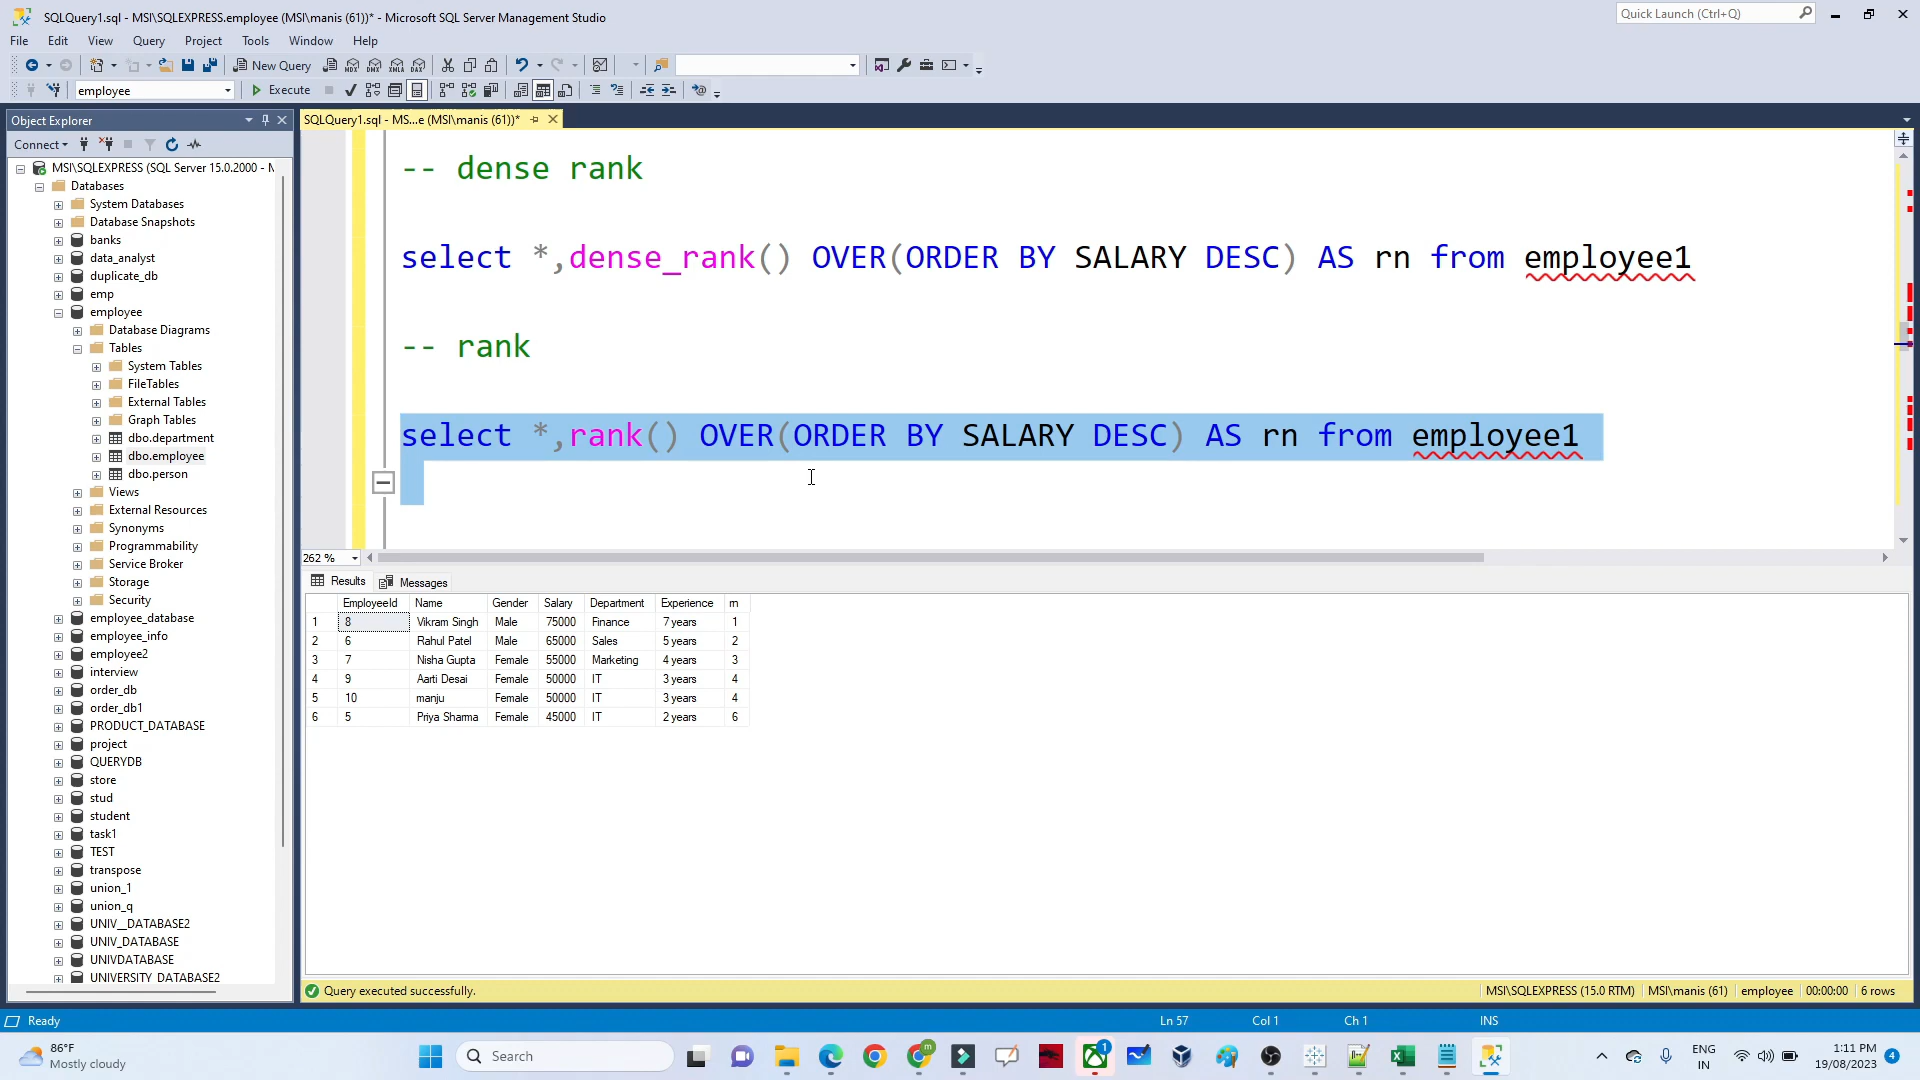 SQLQuery1.sql - MSI\SQLEXPRESS.employee (MSI\manis (61))* - Microsoft SQL Server Management Studio
Quick Launch (Ctrl+Q)
File Edit View Query Project Tools Window Help
New Query
employee Execute
Object Explorer
SQLQuery1.sql - MS...e (MSI\manis (61))*
Connect
MSI\SQLEXPRESS (SQL Server 15.0.2000 - M
Databases
System Databases
Database Snapshots
banks
data_analyst
duplicate_db
emp
employee
Database Diagrams
Tables
System Tables
FileTables
External Tables
Graph Tables
dbo.department
dbo.employee
dbo.person
Views
External Resources
Synonyms
Programmability
Service Broker
Storage
Security
employee_database
employee_info
employee2
interview
order_db
order_db1
PRODUCT_DATABASE
project
QUERYDB
store
stud
student
task1
TEST
transpose
union_1
union_q
UNIV__DATABASE2
UNIV_DATABASE
UNIVDATABASE
UNIVERSITY_DATABASE2
-- dense rank
select *,dense_rank() OVER(ORDER BY SALARY DESC) AS rn from employee1
-- rank
select *,rank() OVER(ORDER BY SALARY DESC) AS rn from employee1
262 %
Results Messages
EmployeeId Name Gender Salary Department Experience rn
1 8 Vikram Singh Male 75000 Finance 7 years 1
2 6 Rahul Patel Male 65000 Sales 5 years 2
3 7 Nisha Gupta Female 55000 Marketing 4 years 3
4 9 Aarti Desai Female 50000 IT 3 years 4
5 10 manju Female 50000 IT 3 years 4
6 5 Priya Sharma Female 45000 IT 2 years 6
Query executed successfully.
MSI\SQLEXPRESS (15.0 RTM) MSI\manis (61) employee 00:00:00 6 rows
Ready Ln 57 Col 1 Ch 1 INS
86°F
Mostly cloudy
Search
m
1
ENG
IN
1:11 PM
19/08/2023
4